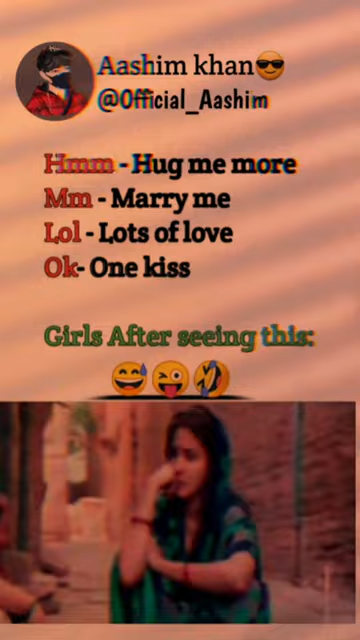 Aashim khan😎
@Official_Aashim
Hmm - Hug me more
Mm - Marry me
Lol - Lots of love
Ok- One kiss
Girls After seeing this:
😅😜🤣